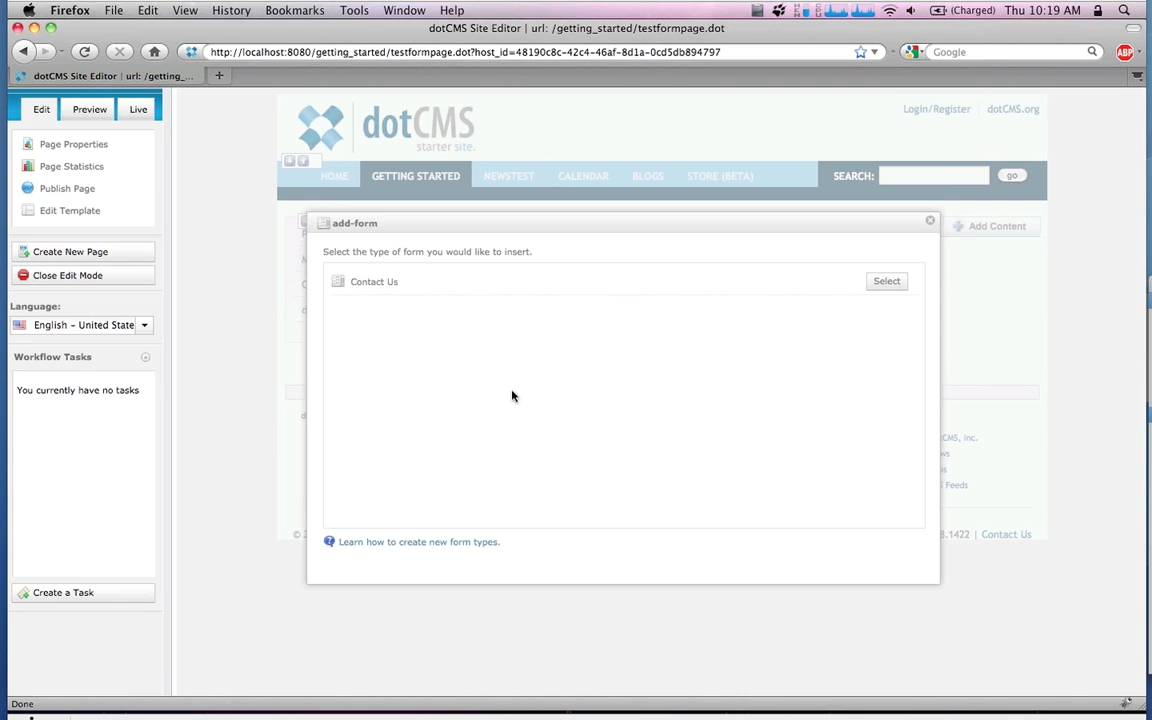 Firefox File Edit View History Bookmarks Tools Window Help (Charged) Thu 10:19 AM
dotCMS Site Editor | url: /getting_started/testformpage.dot
http://localhost:8080/getting_started/testformpage.dot?host_id=48190c8c-42c4-46af-8d1a-0cd5db894797 Google ABP
dotCMS Site Editor | url: /getting_...
Edit Preview Live
Login/Register dotCMS.org
dotCMS
starter site.
Page Properties
Page Statistics
Publish Page
Edit Template
HOME GETTING STARTED NEWSTEST CALENDAR BLOGS STORE (BETA) SEARCH: go
add-form
Add Content
Create New Page
Close Edit Mode
Select the type of form you would like to insert.
Contact Us Select
Language:
English - United State
Workflow Tasks
You currently have no tasks
CMS, Inc.
ws
s
Feeds
©
8.1422 | Contact Us
Learn how to create new form types.
Create a Task
Done